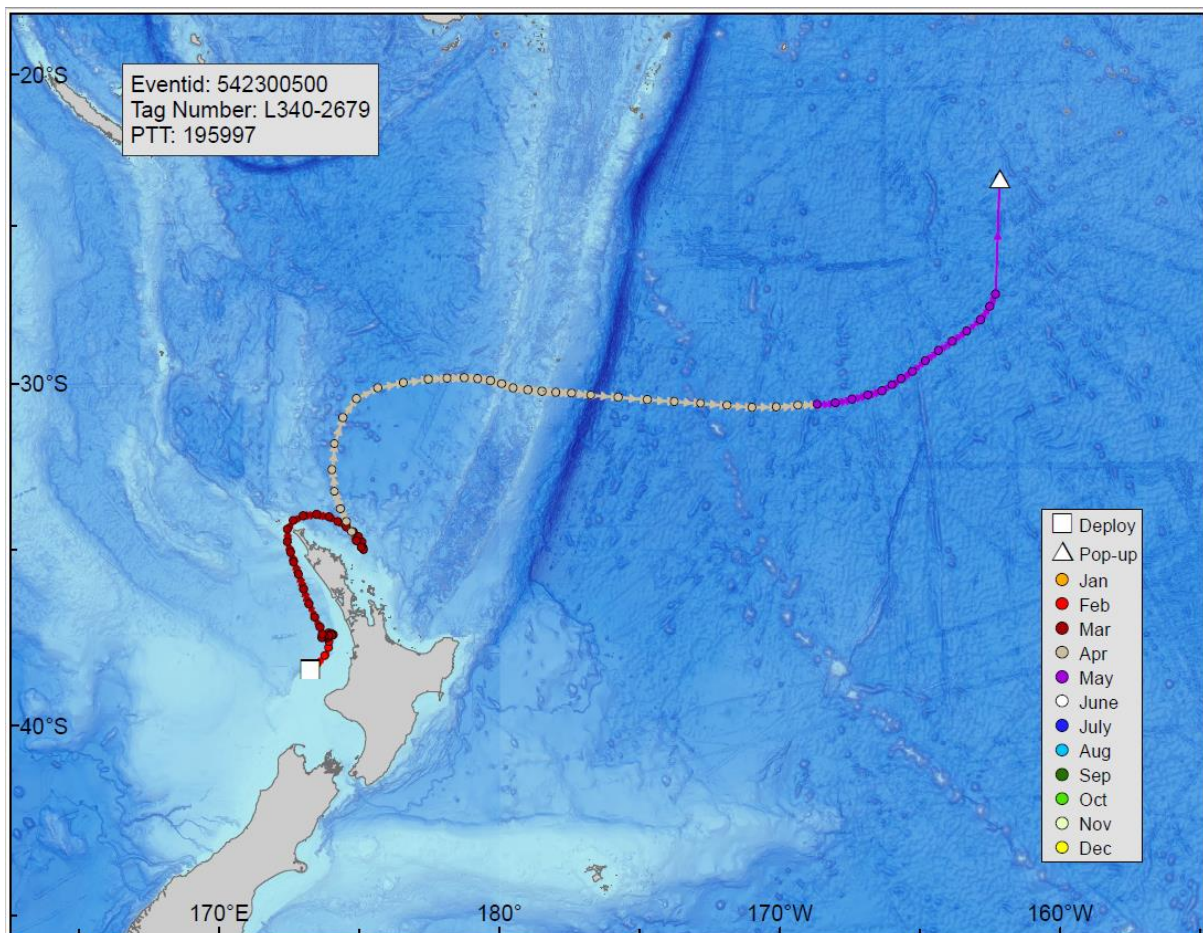 20°S
Eventid: 542300500
Tag Number: L340-2679
PTT: 195997
30°S
Deploy
Pop-up
Jan
Feb
Mar
Apr
May
June
July
Aug
Sep
Oct
Nov
Dec
40°S
170°E
180°
170°W
160°W